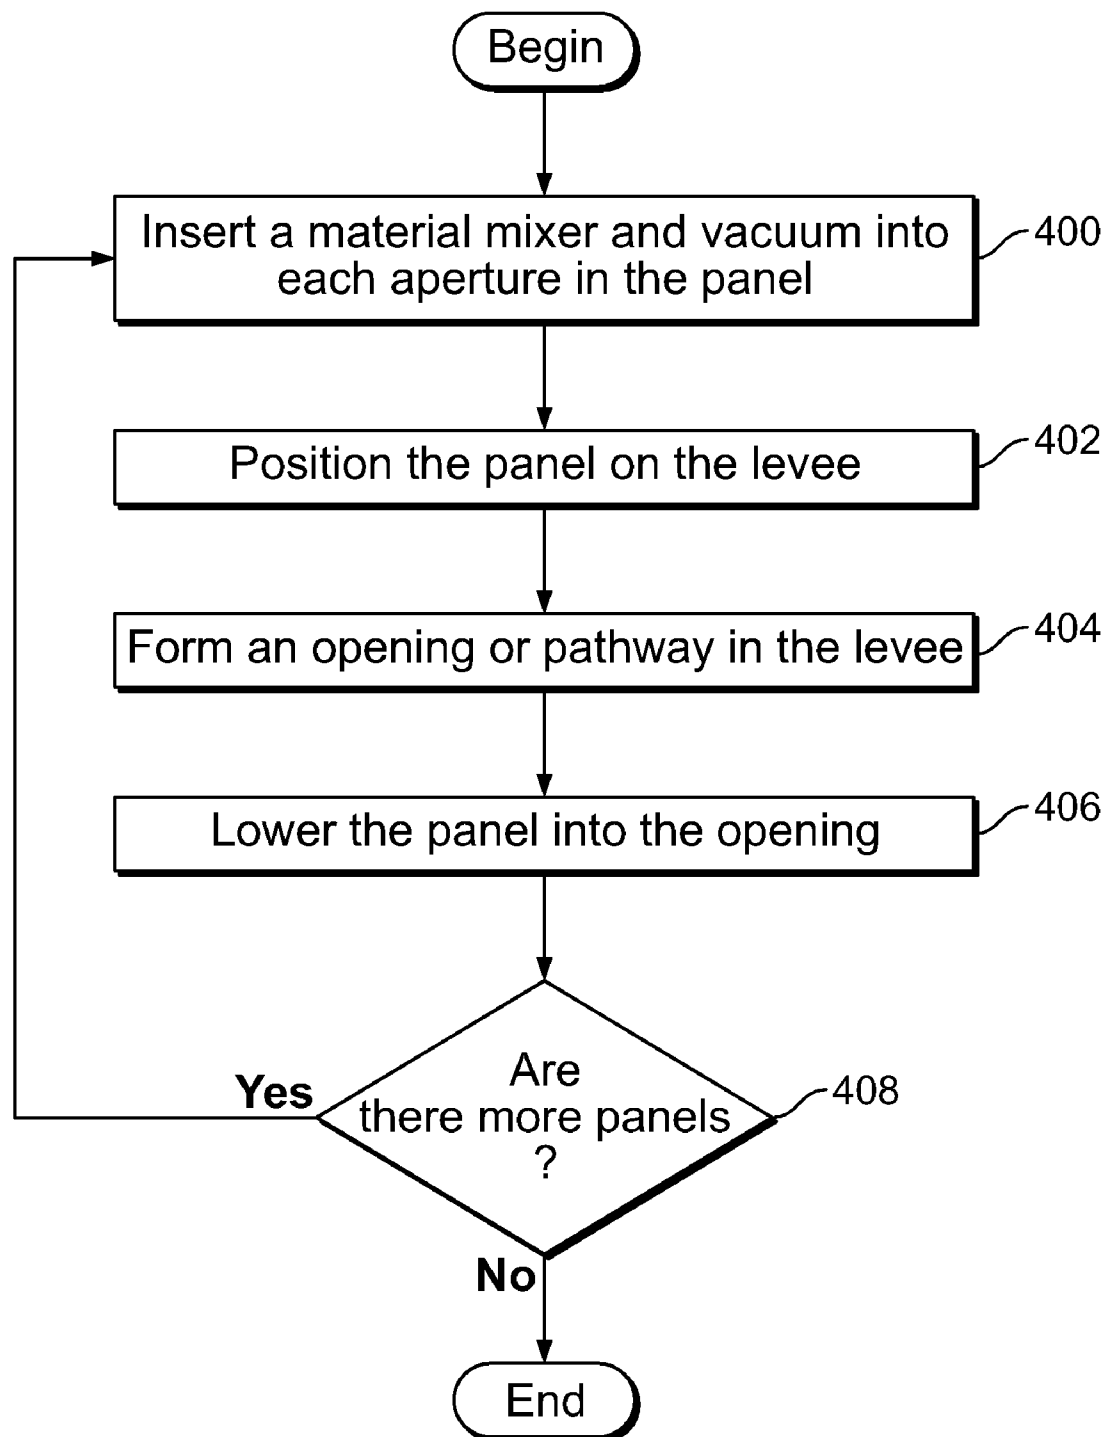 Begin
Insert a material mixer and vacuum into
each aperture in the panel
400
Position the panel on the levee
402
Form an opening or pathway in the levee
404
Lower the panel into the opening
406
Are
there more panels
?
408
Yes
No
End